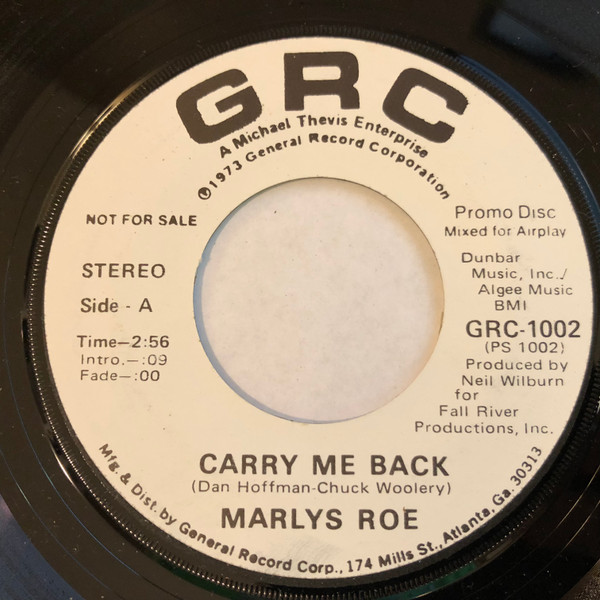 GRC
A Michael Thevis Enterprise
℗1973 General Record Corporation
NOT FOR SALE
Promo Disc
Mixed for Airplay
STEREO
Side - A
Dunbar
Music, Inc./
Algee Music
BMI
Time—2:56
Intro.—:09
Fade—:00
GRC-1002
(PS 1002)
Produced by
Neil Wilburn
for
Fall River
Productions, Inc.
CARRY ME BACK
(Dan Hoffman-Chuck Woolery)
MARLYS ROE
Mfg. & Dist. by General Record Corp., 174 Mills St., Atlanta, Ga. 30313